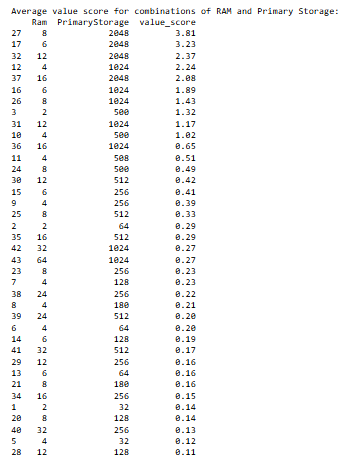 Average value score for combinations of RAM and Primary Storage:
Ram PrimaryStorage value_score
27 8 2048 3.81
17 6 2048 3.23
32 12 2048 2.37
12 4 1024 2.24
37 16 2048 2.08
16 6 1024 1.89
26 8 1024 1.43
3 2 500 1.32
31 12 1024 1.17
10 4 500 1.02
36 16 1024 0.65
11 4 508 0.51
24 8 500 0.49
30 12 512 0.42
15 6 256 0.41
9 4 256 0.39
25 8 512 0.33
2 2 64 0.29
35 16 512 0.29
42 32 1024 0.27
43 64 1024 0.27
23 8 256 0.23
7 4 128 0.23
38 24 256 0.22
8 4 180 0.21
39 24 512 0.20
6 4 64 0.20
14 6 128 0.19
41 32 512 0.17
29 12 256 0.16
13 6 64 0.16
21 8 180 0.16
34 16 256 0.15
1 2 32 0.14
20 8 128 0.14
40 32 256 0.13
5 4 32 0.12
28 12 128 0.11